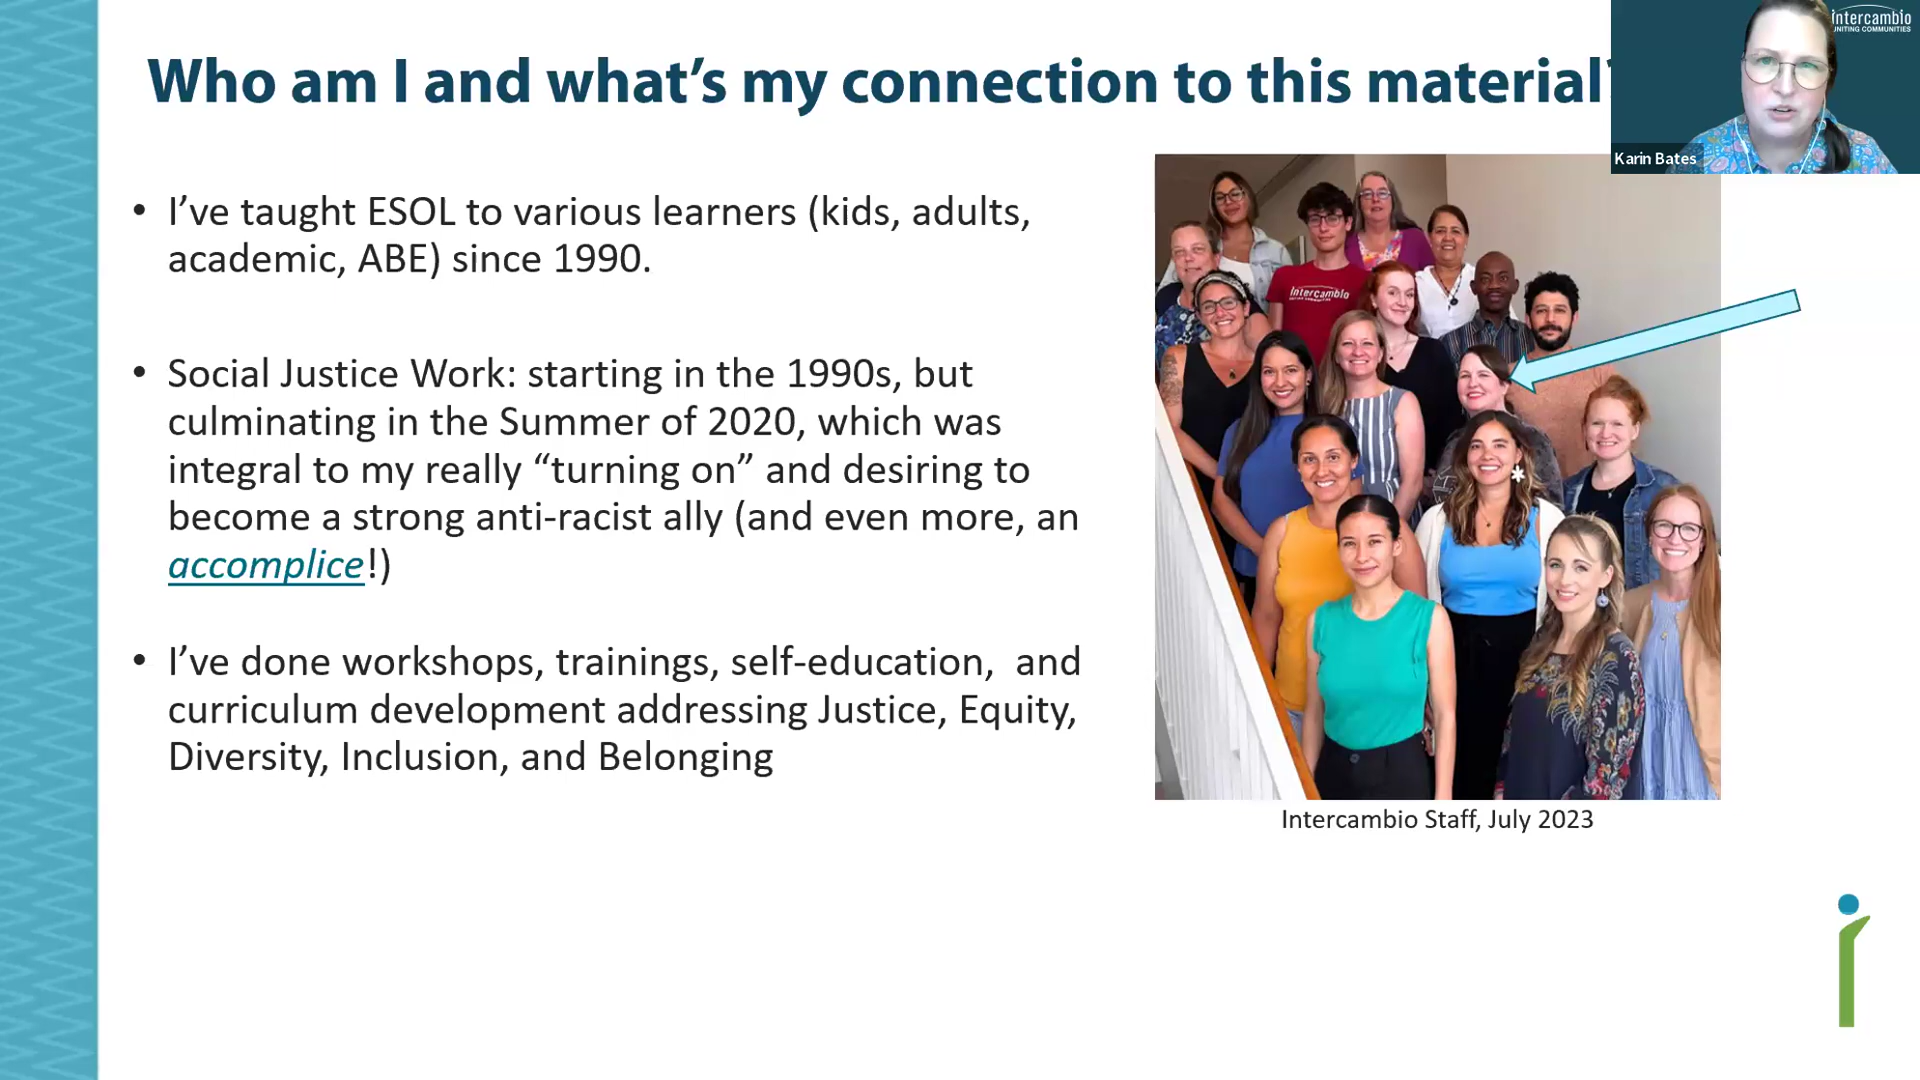 Who am I and what’s my connection to this material?
intercambio
UNITING COMMUNITIES
Karin Bates
• I’ve taught ESOL to various learners (kids, adults,
academic, ABE) since 1990.
• Social Justice Work: starting in the 1990s, but
culminating in the Summer of 2020, which was
integral to my really “turning on” and desiring to
become a strong anti-racist ally (and even more, an
accomplice!)
• I’ve done workshops, trainings, self-education,  and
curriculum development addressing Justice, Equity,
Diversity, Inclusion, and Belonging
intercambio
UNITING COMMUNITIES
Intercambio Staff, July 2023